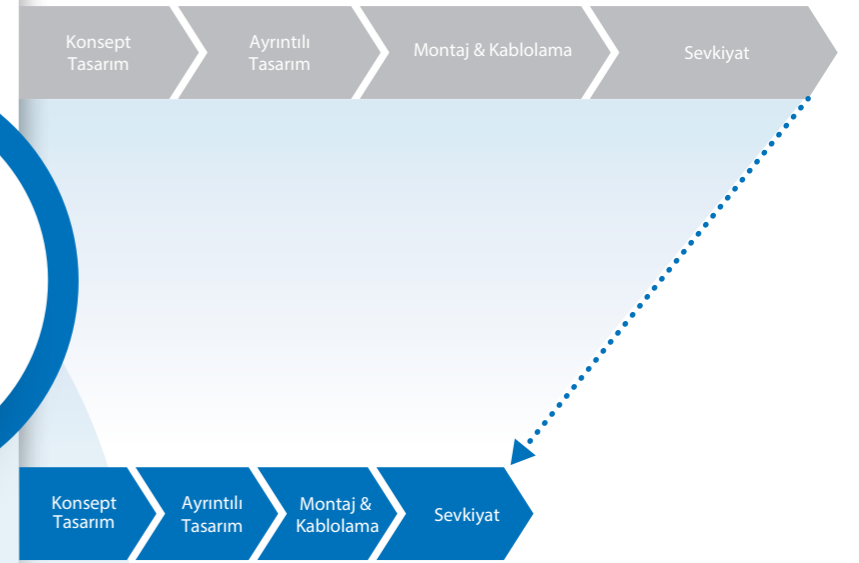 Konsept
Tasarım
Ayrıntılı
Tasarım
Montaj & Kablolama
Sevkiyat
Konsept
Tasarım
Ayrıntılı
Tasarım
Montaj &
Kablolama
Sevkiyat